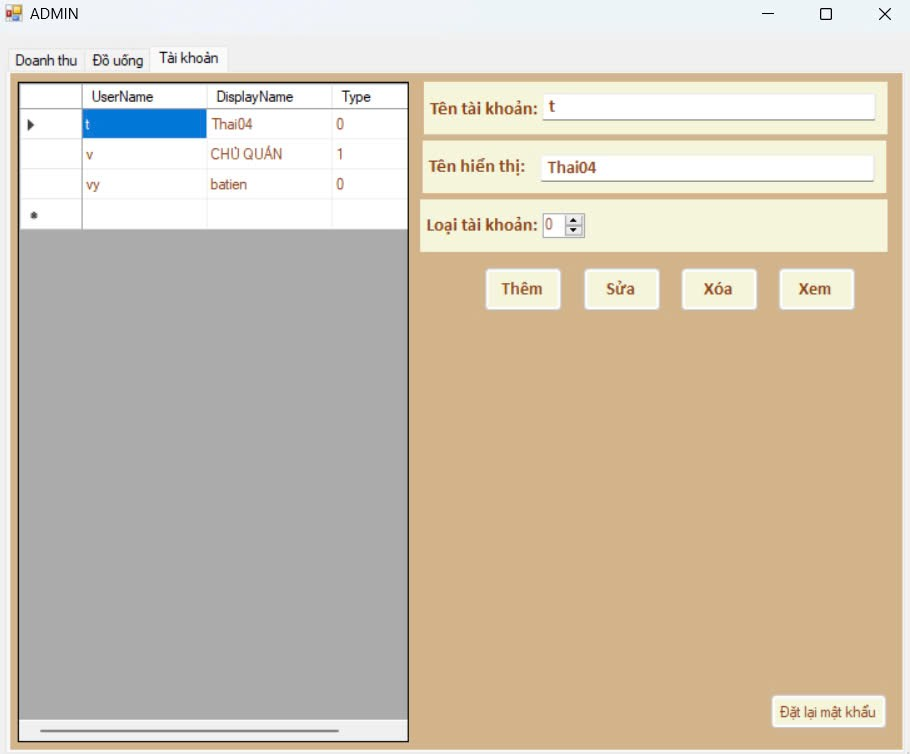 ADMIN
Doanh thu Đồ uống Tài khoản
UserName DisplayName Type
t Thai04 0
v CHỦ QUÁN 1
vy batien 0
Tên tài khoản: t
Tên hiển thị: Thai04
Loại tài khoản: 0
Thêm Sửa Xóa Xem
Đặt lại mật khẩu